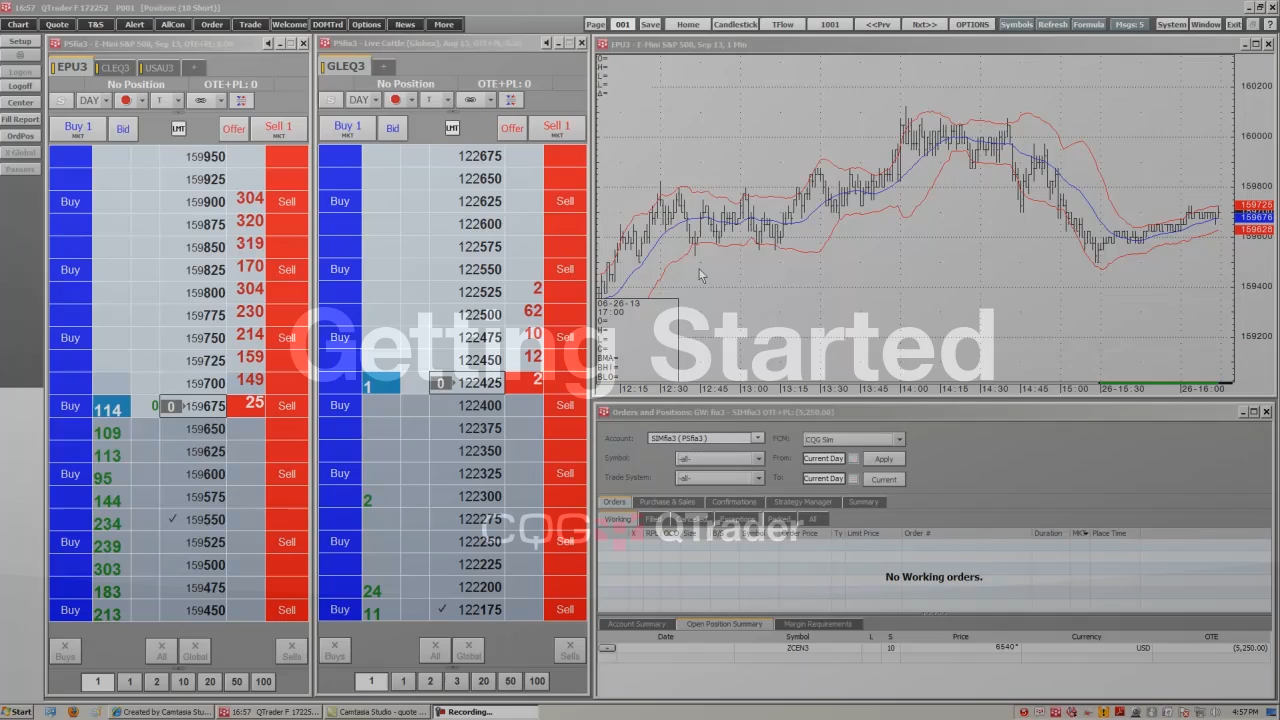 16:57 QTrader F 172252 P001 [Position: (10 Short)]
Chart Quote T&S Alert AllCon Order Trade Welcome DOMTrd Options News More
Page 001 Save Home Candlestick TFlow 1001 <<Prv Nxt>> OPTIONS Symbols Refresh Formula Msgs: 5 System Window Exit
Setup
Logon
Logoff
Center
Fill Report
OrdPos
X Global
Passons
PSfia3 - E-Mini S&P 500, Sep 13, OTE+PL: 0.00
EPU3 CLEQ3 USAU3 +
No Position OTE+PL: 0
S DAY T
Buy 1 MKT Bid LMT Offer Sell 1 MKT
159950
159925
Buy 159900 304 Sell
159875 320
159850 319
Buy 159825 170 Sell
159800 304
159775 230
Buy 159750 214 Sell
159725 159
159700 149
Buy 114 0 0 159675 25 Sell
109 159650
113 159625
Buy 95 159600 Sell
144 159575
234 ✓ 159550
Buy 239 159525 Sell
303 159500
183 159475
Buy 213 159450 Sell
X Buys X All X Global X Sells
1 1 2 10 20 50 100
PSfia3 - Live Cattle [Globex], Aug 13, OTE+PL: 0.00
GLEQ3 +
No Position OTE+PL: 0
S DAY T
Buy 1 MKT Bid LMT Offer Sell 1 MKT
122675
122650
Buy 122625 Sell
122600
122575
Buy 122550 Sell
122525 2
122500 62
Buy 122475 10 Sell
122450 12
1 0 122425 2
Buy 122400 Sell
122375
122350
Buy 122325 Sell
2 122300
122275
Buy 122250 Sell
122225
24 122200
Buy 11 ✓ 122175 Sell
X Buys X All X Global X Sells
1 1 2 3 20 50 100
EPU3 - E-Mini S&P 500, Sep 13, 1 Min
O=
H=
L=
L=
Δ=
160200
160000
159800
159725
159676
159628
159600
159400
159200
06-26-13
17:00
O=
H=
L=
C=
BMA=
BHI=
BLO=
12:15 12:30 12:45 13:00 13:15 13:30 13:45 14:00 14:15 14:30 14:45 15:00 26-15:30 26-16:00
Getting Started
CQG QTrader
Orders and Positions: GW: fia3 - SIMfia3 OTE+PL: (5,250.00)
Account: SIMfia3 (PSfia3) FCM: CQG Sim
Symbol: -all- From: Current Day Apply
Trade System: -all- To: Current Day Current
Orders Purchase & Sales Confirmations Strategy Manager Summary
Working Filled Cancelled Parked All
X RPL OCO Size B/S Symbol Order Price Ty Limit Price Order # Duration MKT Place Time
No Working orders.
Account Summary Open Position Summary Margin Requirements
Date Symbol L S Price Currency OTE
- ZCEN3 10 6540* USD (5,250.00)
Start Created by Camtasia Stu... 16:57 QTrader F 17225... Camtasia Studio - quote ... Recording... 4:57 PM